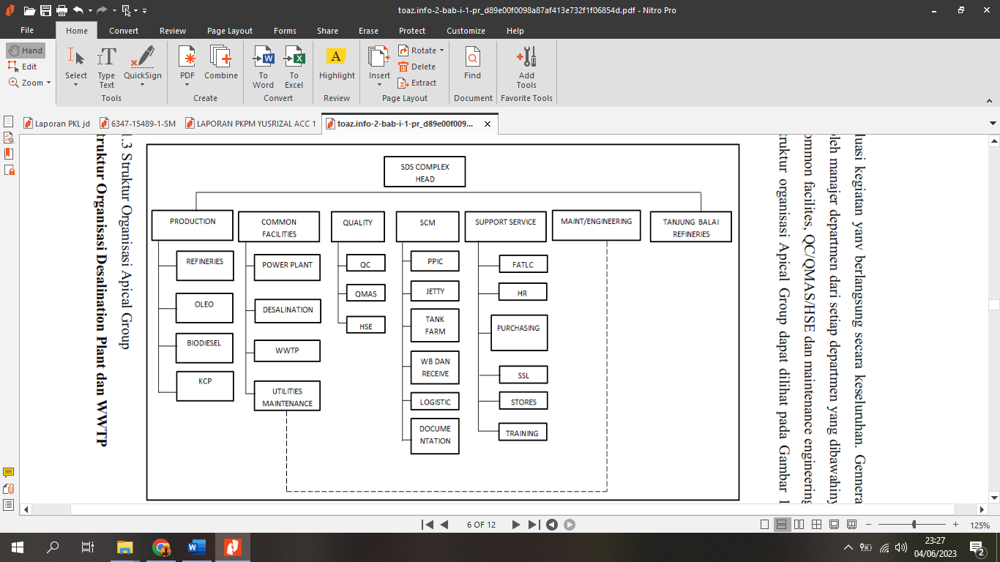 toaz.info-2-bab-i-1-pr_d89e00f0098a87af413e732f1f06854d.pdf - Nitro Pro
File
Home
Convert
Review
Page Layout
Forms
Share
Erase
Protect
Customize
Help
Hand
Edit
Zoom
Select
Type
Text
QuickSign
Tools
PDF
Combine
Create
To
Word
To
Excel
Convert
Highlight
Review
Insert
Rotate
Delete
Extract
Page Layout
Find
Document
Add
Tools
Favorite Tools
Laporan PKL jd
6347-15489-1-SM
LAPORAN PKPM YUSRIZAL ACC 1
toaz.info-2-bab-i-1-pr_d89e00f009...
luasi kegiatan yanv berlangsung secara keseluruhan. Gennera
oleh manajer departmen dari setiap departmen yang dibawahiny
ommon facilites, QC/QMAS/HSE dan maintenance engineering
truktur organisasi Apical Group dapat dilihat pada Gambar 1
SDS COMPLEX
HEAD
PRODUCTION
REFINERIES
OLEO
BIODIESEL
KCP
COMMON
FACILITIES
POWER PLANT
DESALINATION
WWTP
UTILITIES
MAINTENANCE
QUALITY
QC
QMAS
HSE
SCM
PPIC
JETTY
TANK
FARM
WB DAN
RECEIVE
LOGISTIC
DOCUME
NTATION
SUPPORT SERVICE
FATLC
HR
PURCHASING
SSL
STORES
TRAINING
MAINT/ENGINEERING
TANJUNG BALAI
REFINERIES
.3 Struktur Organisasi Apical Group
truktur Organisasi Desalination Plant dan WWTP
6 OF 12
125%
23:27
04/06/2023
2